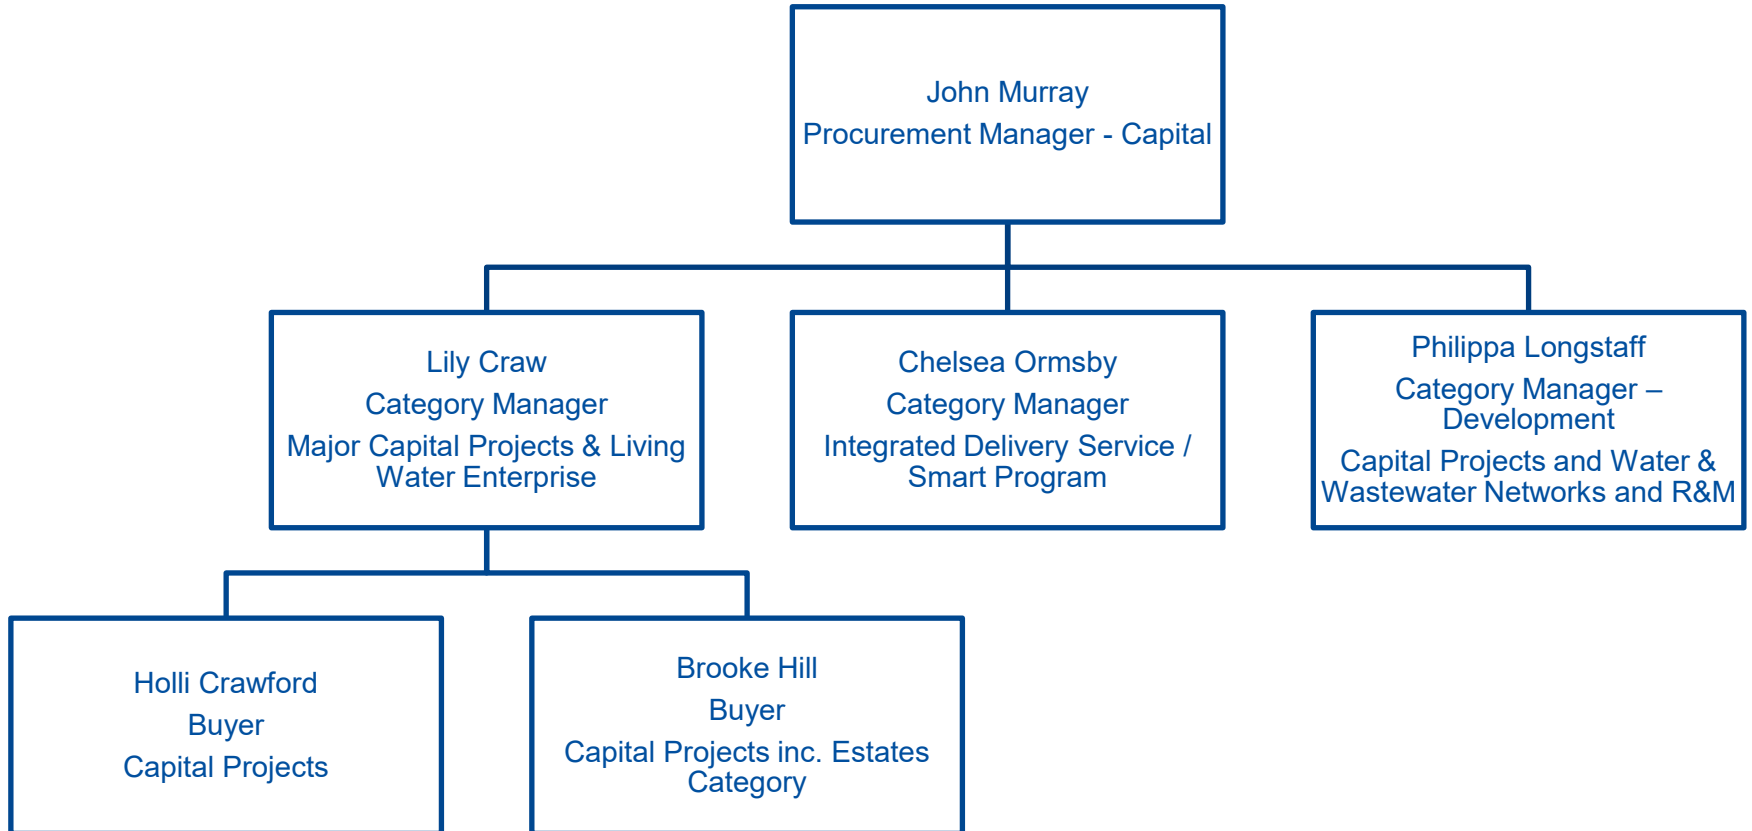 John Murray
Procurement Manager - Capital
Lily Craw
Category Manager
Major Capital Projects & Living
Water Enterprise
Chelsea Ormsby
Category Manager
Integrated Delivery Service /
Smart Program
Philippa Longstaff
Category Manager –
Development
Capital Projects and Water &
Wastewater Networks and R&M
Holli Crawford
Buyer
Capital Projects
Brooke Hill
Buyer
Capital Projects inc. Estates
Category